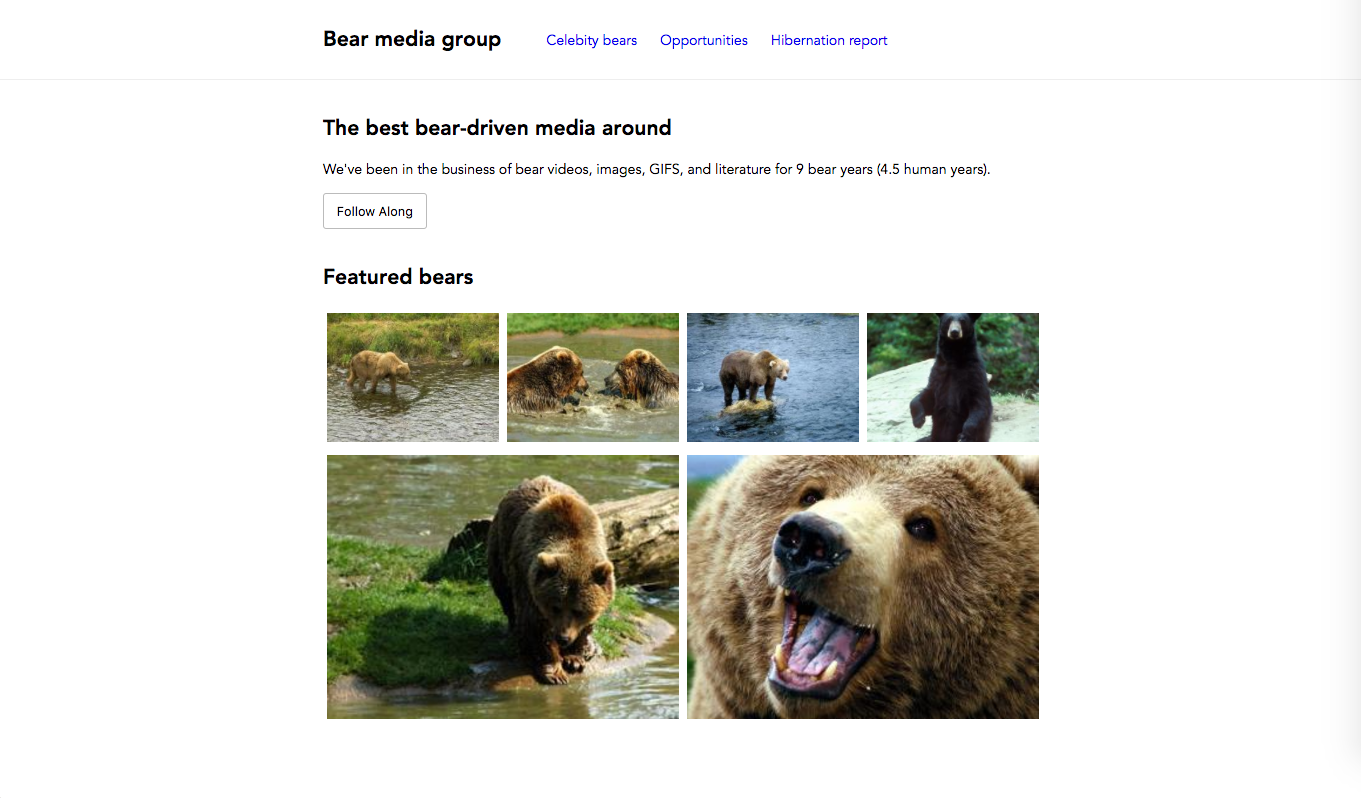 Bear media group
Celebity bears
Opportunities
Hibernation report
The best bear-driven media around
We've been in the business of bear videos, images, GIFS, and literature for 9 bear years (4.5 human years).
Follow Along
Featured bears